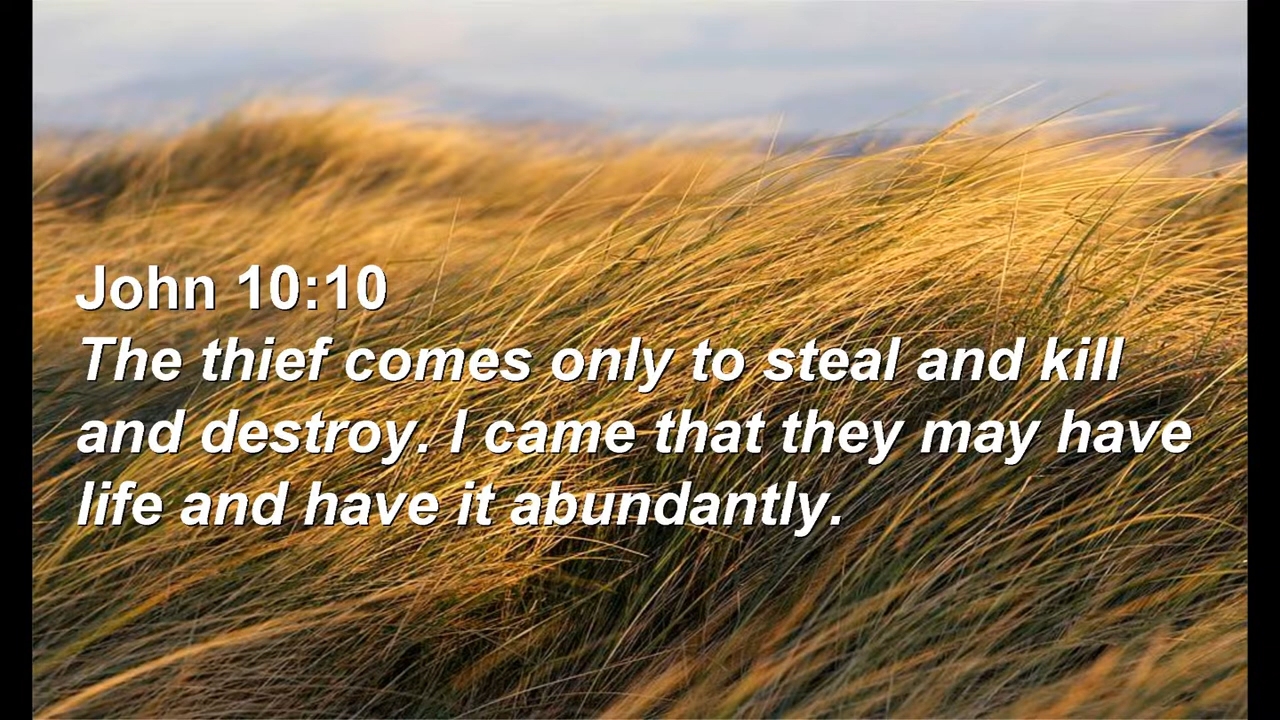 John 10:10
The thief comes only to steal and kill
and destroy. I came that they may have
life and have it abundantly.